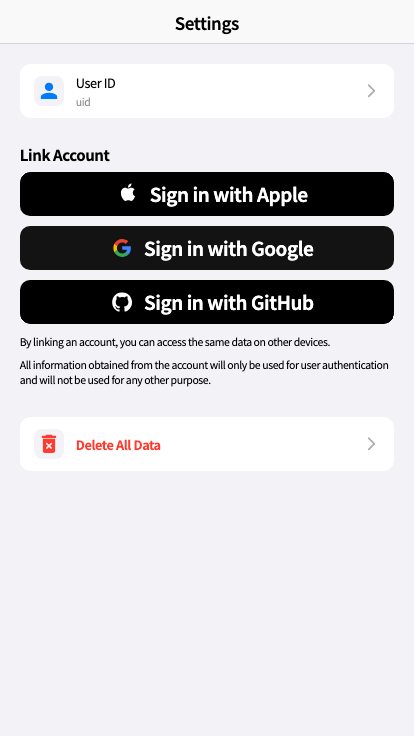 Settings
User ID
uid
Link Account
Sign in with Apple
Sign in with Google
Sign in with GitHub
By linking an account, you can access the same data on other devices.
All information obtained from the account will only be used for user authentication
and will not be used for any other purpose.
Delete All Data